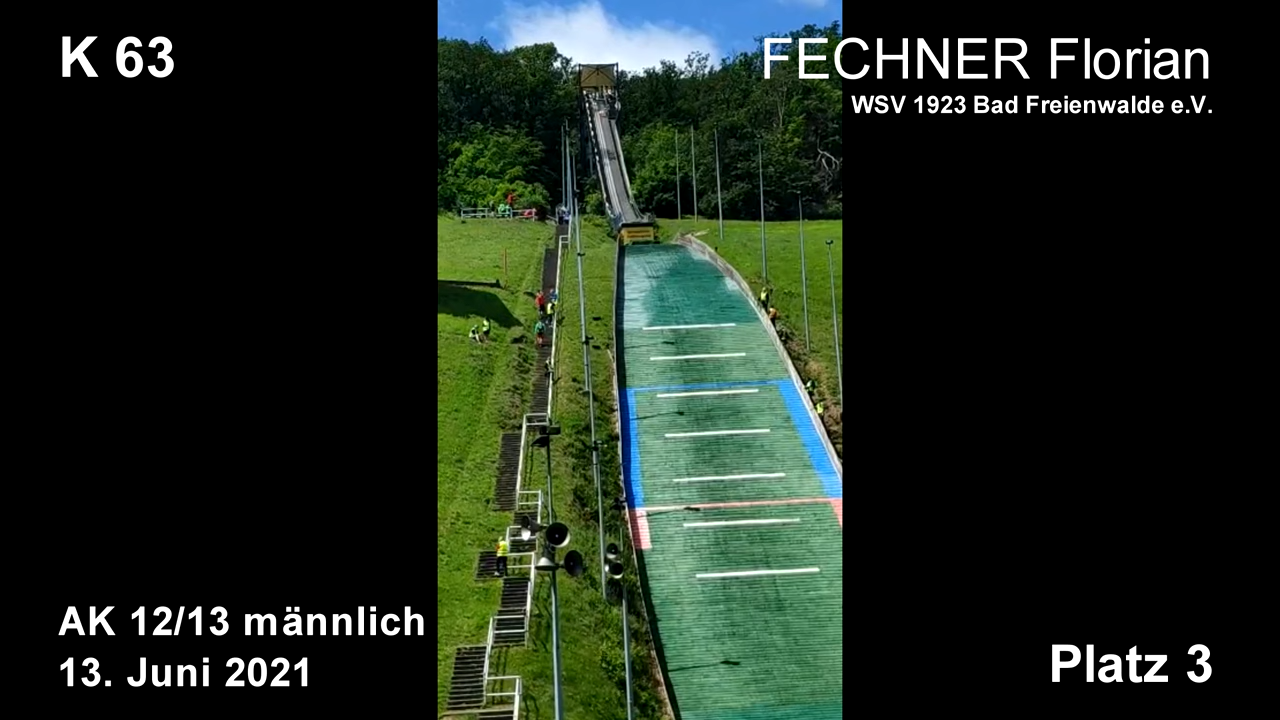 K 63
FECHNER Florian
WSV 1923 Bad Freienwalde e.V.
AK 12/13 männlich
13. Juni 2021
Platz 3